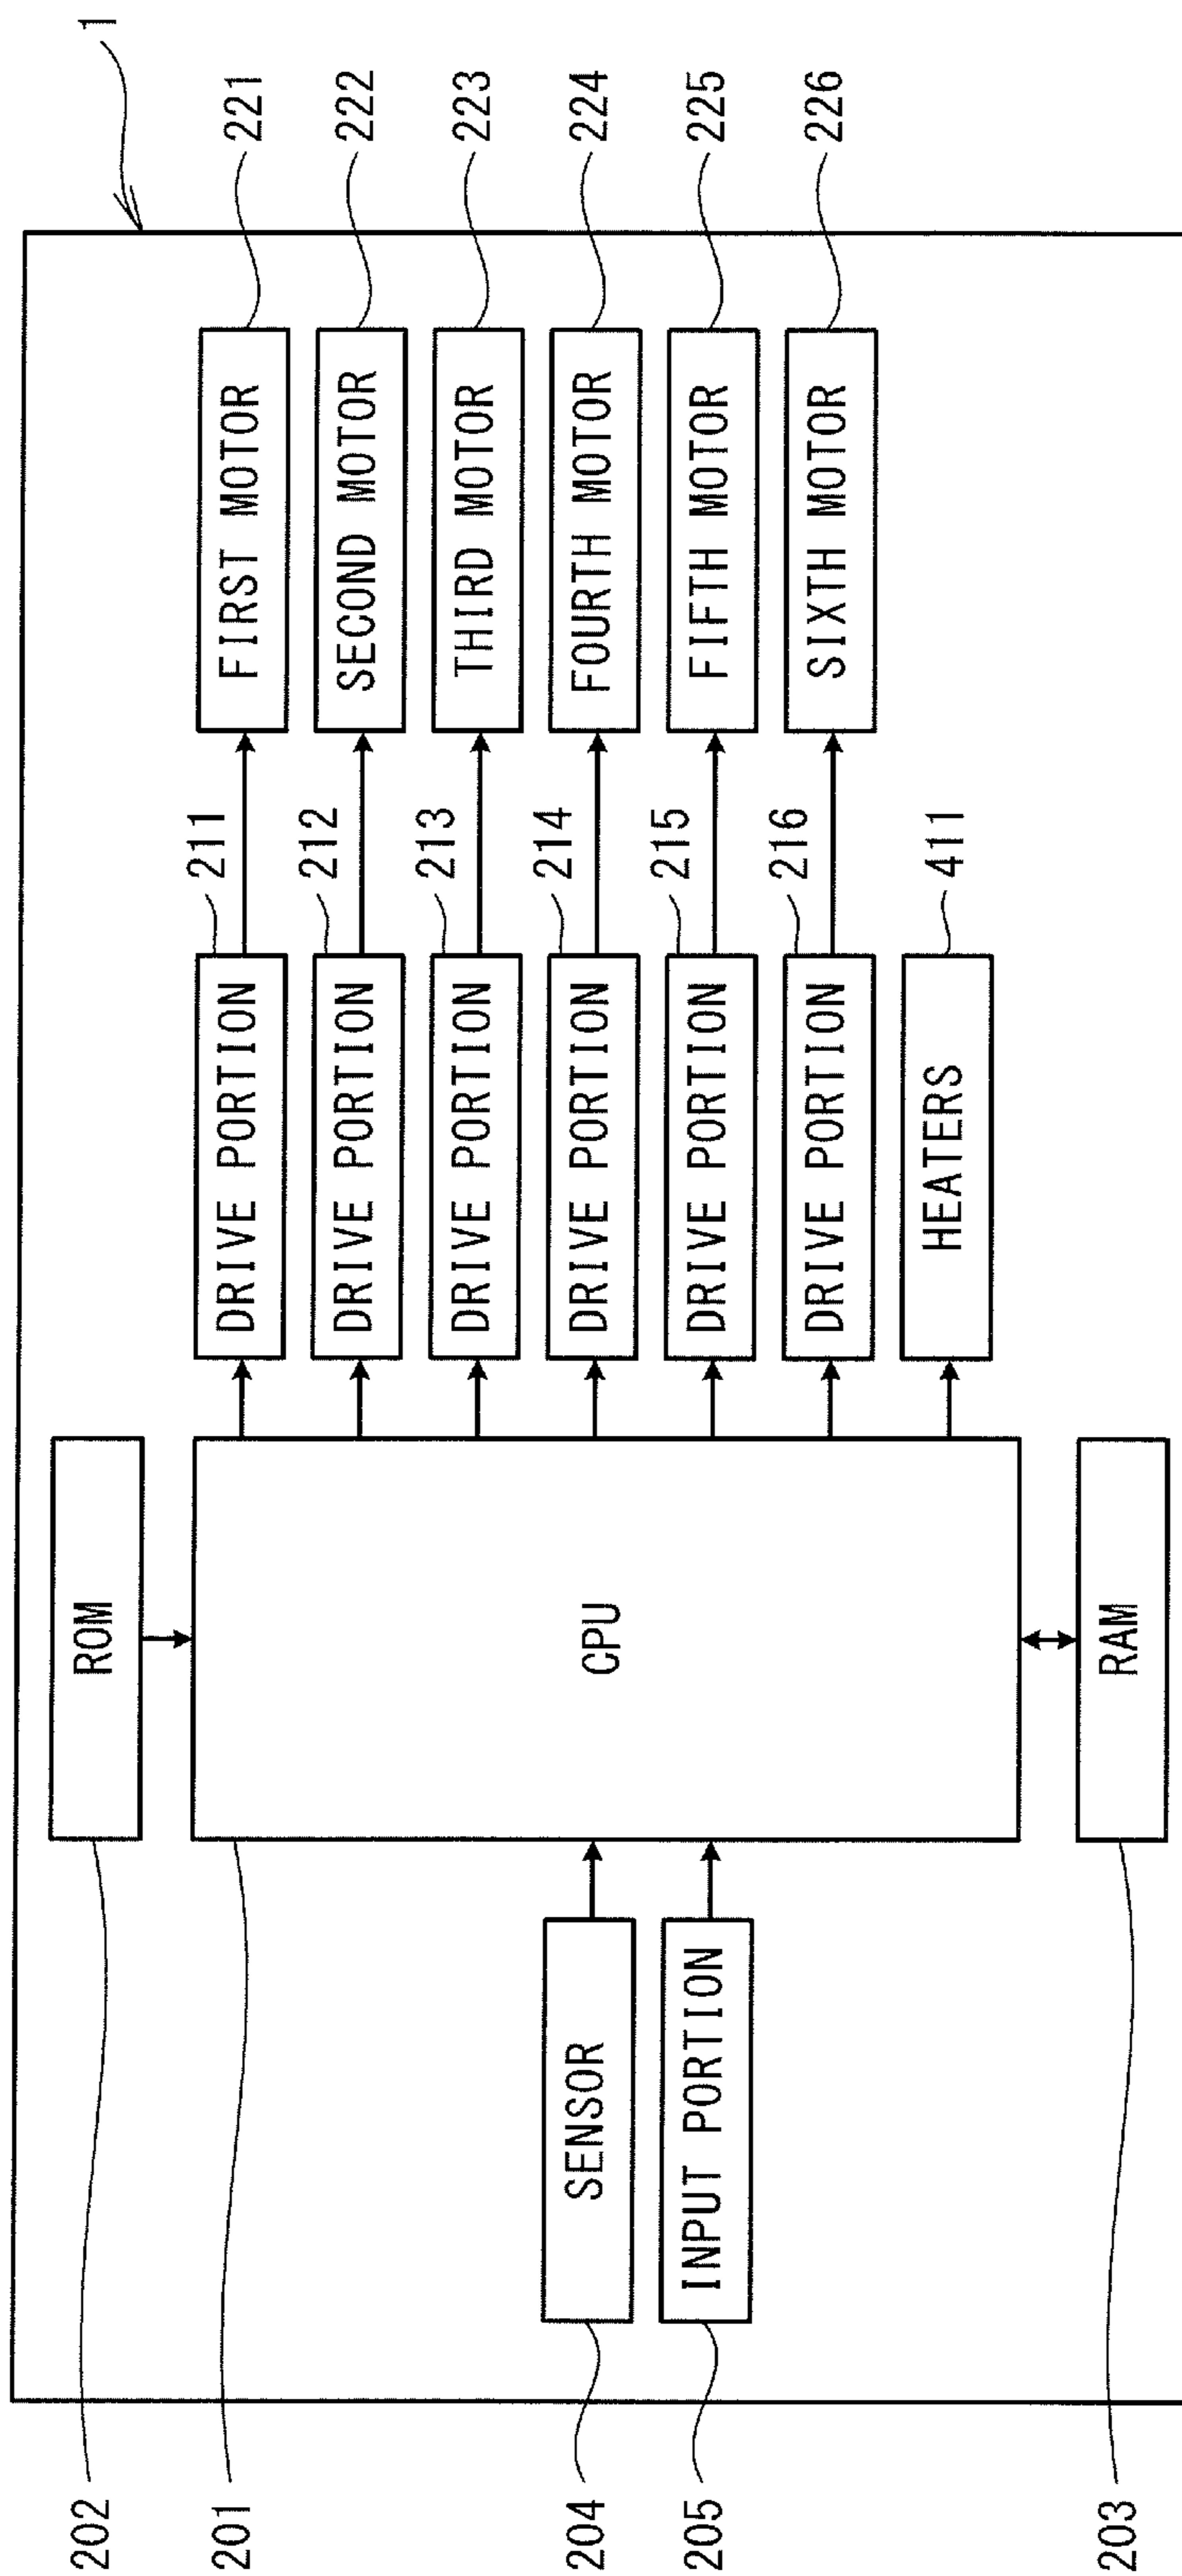 1
ROM
202
CPU
201
RAM
203
SENSOR
204
INPUT PORTION
205
DRIVE PORTION
211
FIRST MOTOR
221
DRIVE PORTION
212
SECOND MOTOR
222
DRIVE PORTION
213
THIRD MOTOR
223
DRIVE PORTION
214
FOURTH MOTOR
224
DRIVE PORTION
215
FIFTH MOTOR
225
DRIVE PORTION
216
SIXTH MOTOR
226
HEATERS
411